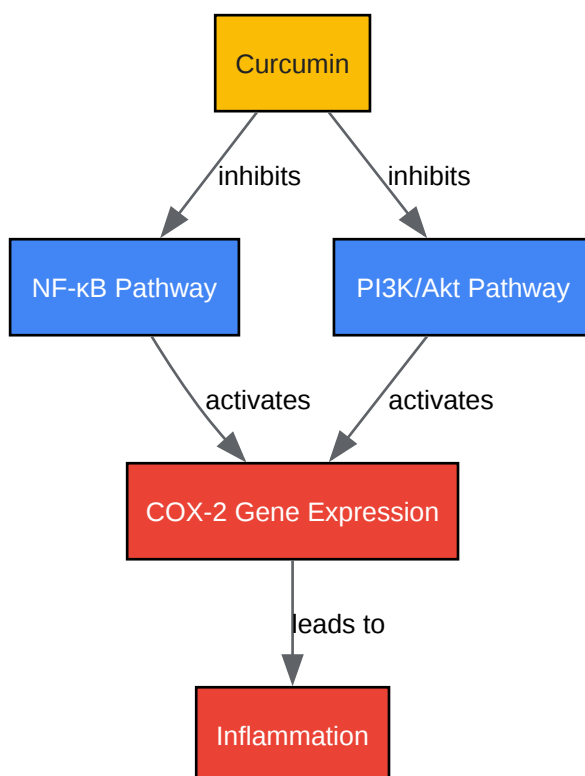 Curcumin
inhibits
inhibits
NF-κB Pathway
PI3K/Akt Pathway
activates
activates
COX-2 Gene Expression
leads to
Inflammation